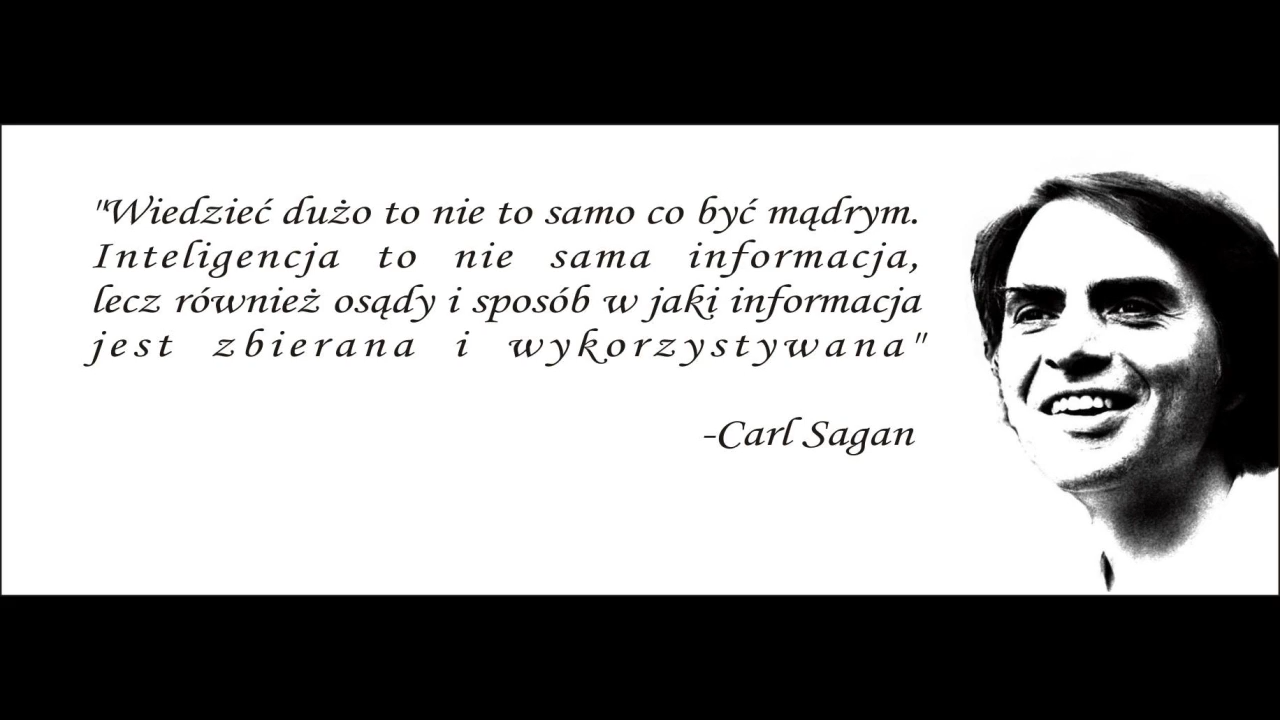 "Wiedzieć dużo to nie to samo co być mądrym.
Inteligencja to nie sama informacja,
lecz również osądy i sposób w jaki informacja
jest zbierana i wykorzystywana"
-Carl Sagan